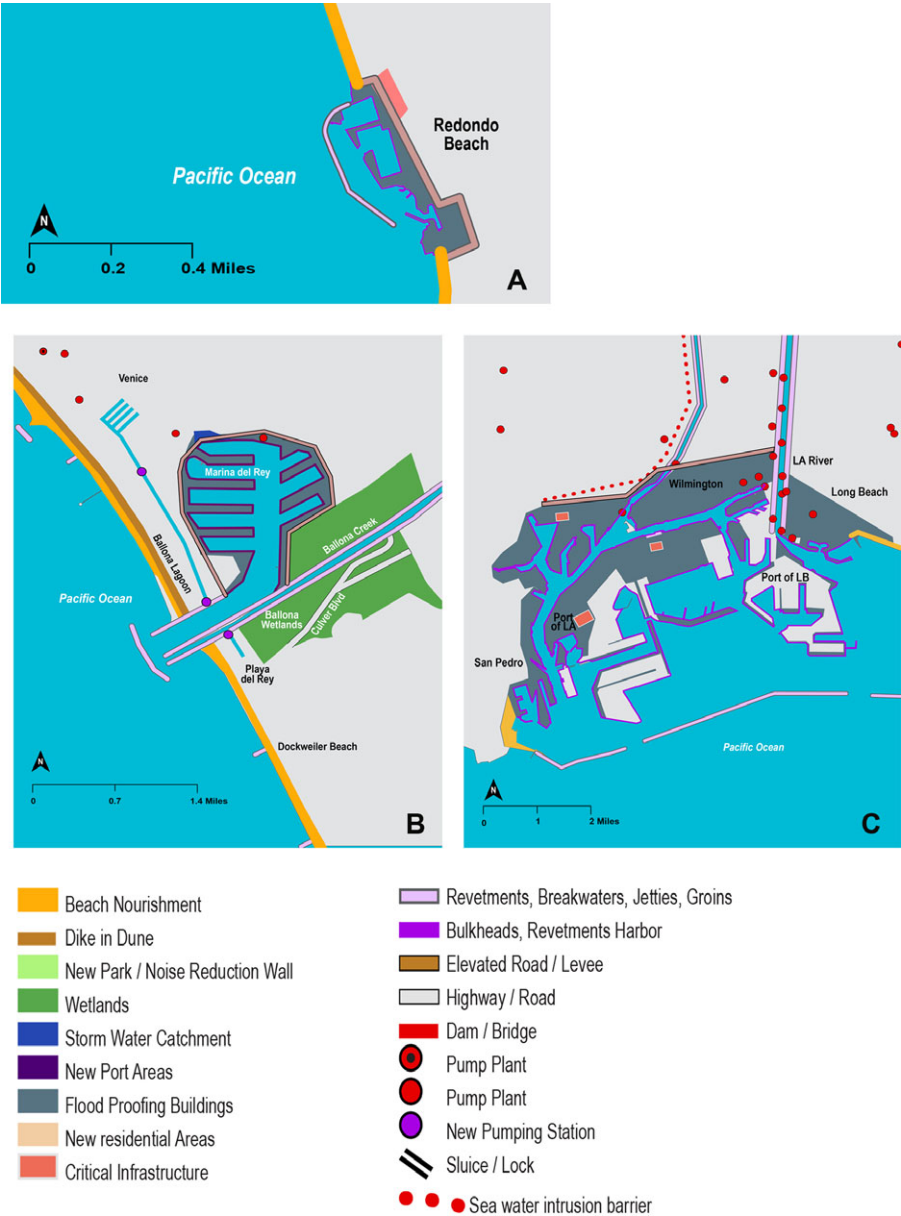 Redondo
Beach
Pacific Ocean
N
0 0.2 0.4 Miles
A
Venice
Marina del Rey
Ballona Creek
Ballona Lagoon
Pacific Ocean
Ballona
Wetlands
Culver Blvd
Playa
del Rey
Dockweiler Beach
N
0 0.7 1.4 Miles
B
LA River
Wilmington
Long Beach
Port of LB
Port
of LA
San Pedro
Pacific Ocean
N
0 1 2 Miles
C
Beach Nourishment
Dike in Dune
New Park / Noise Reduction Wall
Wetlands
Storm Water Catchment
New Port Areas
Flood Proofing Buildings
New residential Areas
Critical Infrastructure
Revetments, Breakwaters, Jetties, Groins
Bulkheads, Revetments Harbor
Elevated Road / Levee
Highway / Road
Dam / Bridge
Pump Plant
Pump Plant
New Pumping Station
Sluice / Lock
Sea water intrusion barrier